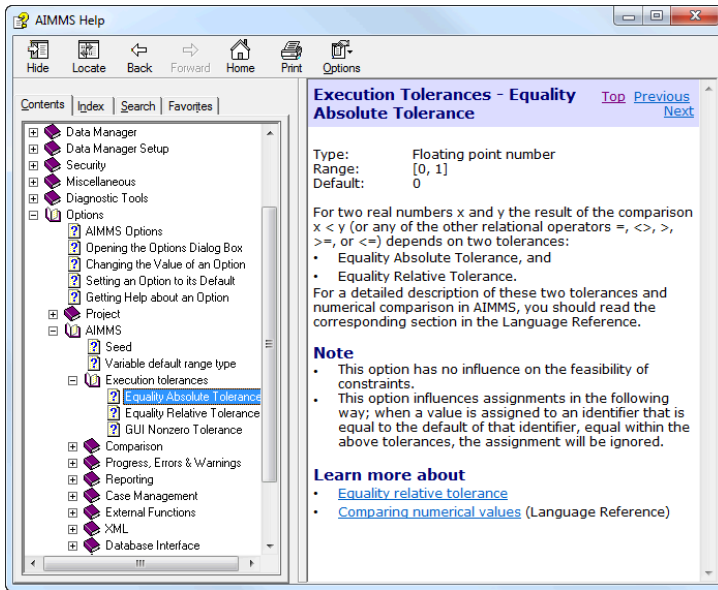 AIMMS Help
Hide Locate Back Forward Home Print Options
Contents Index Search Favorites
Data Manager
Data Manager Setup
Security
Miscellaneous
Diagnostic Tools
Options
AIMMS Options
Opening the Options Dialog Box
Changing the Value of an Option
Setting an Option to its Default
Getting Help about an Option
Project
AIMMS
Seed
Variable default range type
Execution tolerances
Equality Absolute Tolerance
Equality Relative Tolerance
GUI Nonzero Tolerance
Comparison
Progress, Errors & Warnings
Reporting
Case Management
External Functions
XML
Database Interface
Execution Tolerances - Equality
Absolute Tolerance
Top Previous
Next
Type: Floating point number
Range: [0, 1]
Default: 0
For two real numbers x and y the result of the comparison
x < y (or any of the other relational operators =, <>, >,
>=, or <=) depends on two tolerances:
• Equality Absolute Tolerance, and
• Equality Relative Tolerance.
For a detailed description of these two tolerances and
numerical comparison in AIMMS, you should read the
corresponding section in the Language Reference.
Note
• This option has no influence on the feasibility of
constraints.
• This option influences assignments in the following
way; when a value is assigned to an identifier that is
equal to the default of that identifier, equal within the
above tolerances, the assignment will be ignored.
Learn more about
• Equality relative tolerance
• Comparing numerical values (Language Reference)